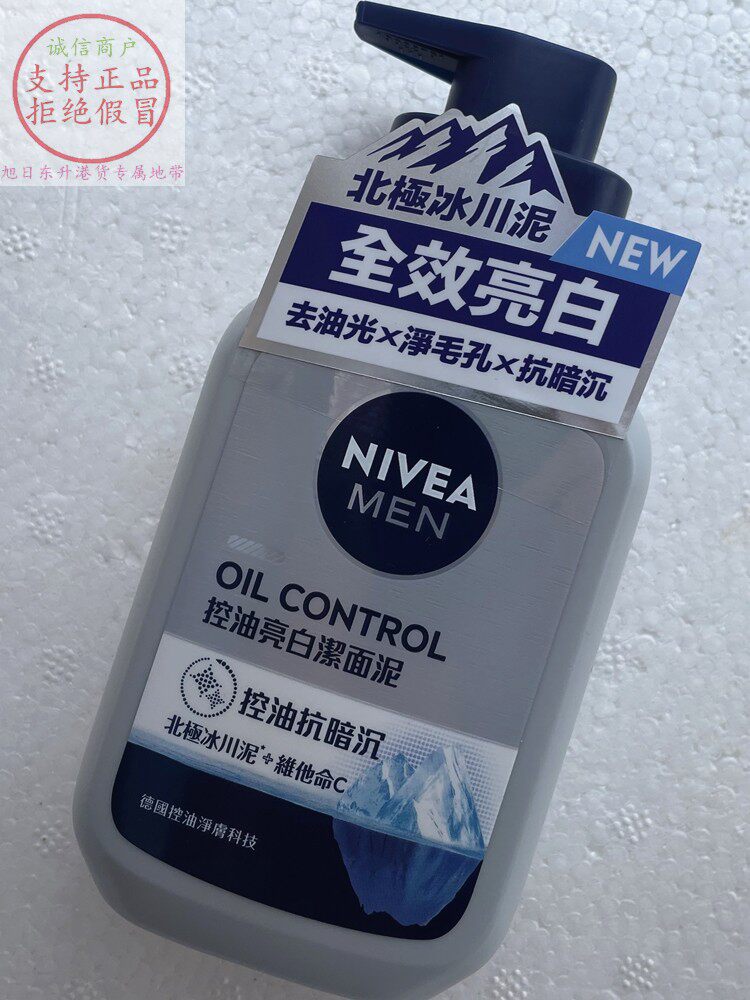 诚信商户
支持正品
拒绝假冒
旭日东升港货专属地带
北極冰川泥
NEW
全效亮白
去油光×淨毛孔×抗暗沉
NIVEA
MEN
OIL CONTROL
控油亮白潔面泥
控油抗暗沉
北極冰川泥*+維他命C
德國控油淨膚科技